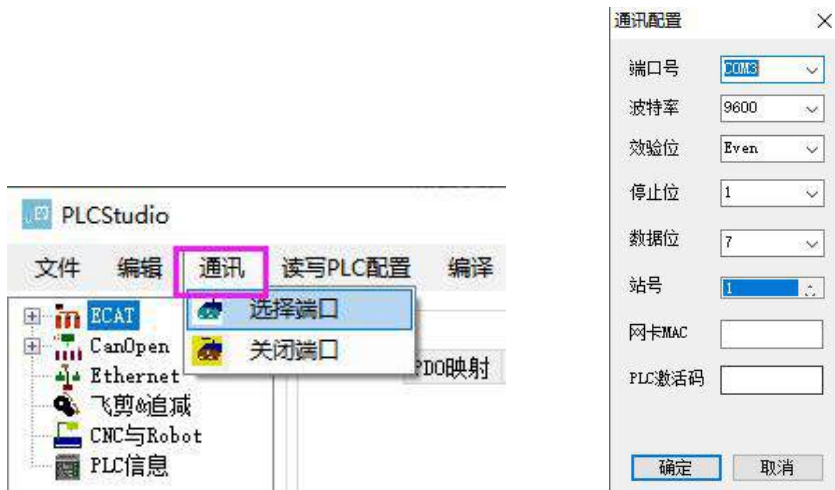 PLCStudio
文件 编辑 通讯 读写PLC配置 编译
选择端口
关闭端口
ECAT
CanOpen
Ethernet
飞剪&追减
CNC与Robot
PLC信息
PDO映射
通讯配置
端口号 COM3
波特率 9600
效验位 Even
停止位 1
数据位 7
站号 1
网卡MAC
PLC激活码
确定 取消